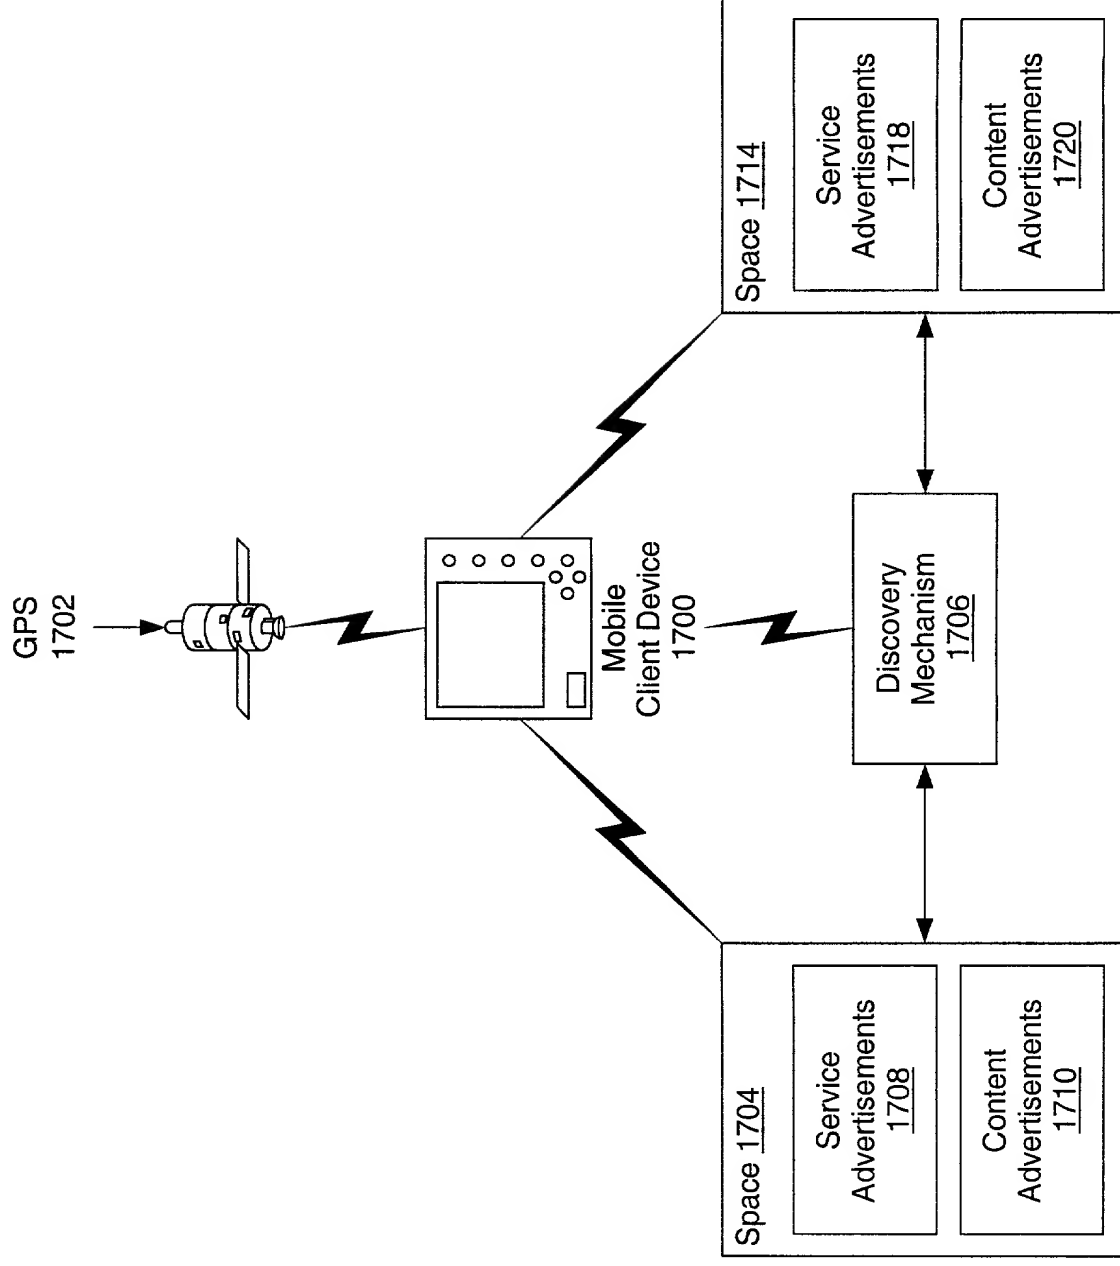 GPS
1702
Mobile
Client Device
1700
Discovery
Mechanism
1706
Space 1704
Service
Advertisements
1708
Content
Advertisements
1710
Space 1714
Service
Advertisements
1718
Content
Advertisements
1720